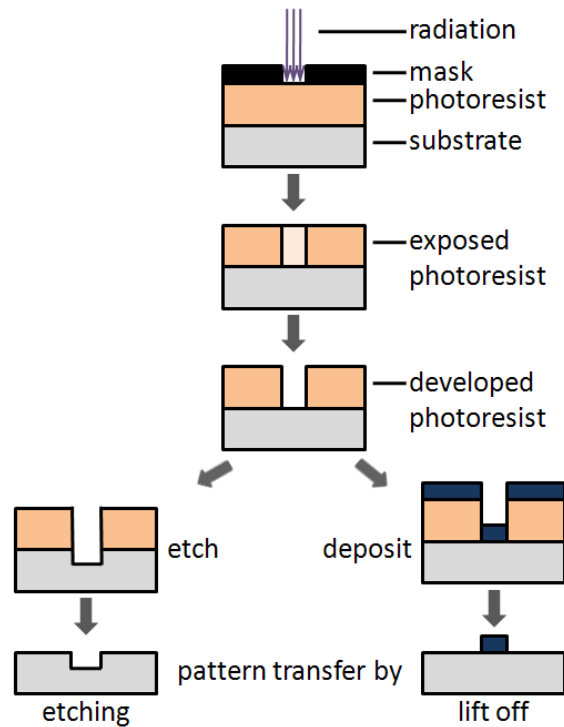 radiation
mask
photoresist
substrate
exposed
photoresist
developed
photoresist
etch
deposit
pattern transfer by
etching
lift off